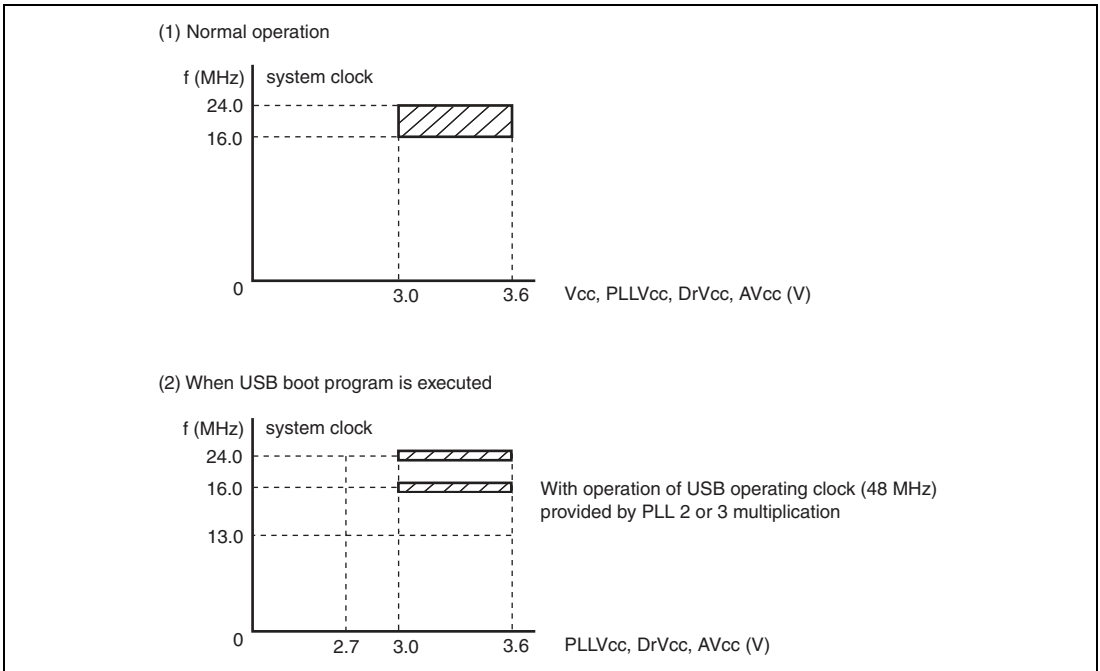 (1) Normal operation
f (MHz) system clock
24.0
16.0
0
3.0 3.6 Vcc, PLLVcc, DrVcc, AVcc (V)
(2) When USB boot program is executed
f (MHz) system clock
24.0
16.0 With operation of USB operating clock (48 MHz)
provided by PLL 2 or 3 multiplication
13.0
0
2.7 3.0 3.6 PLLVcc, DrVcc, AVcc (V)